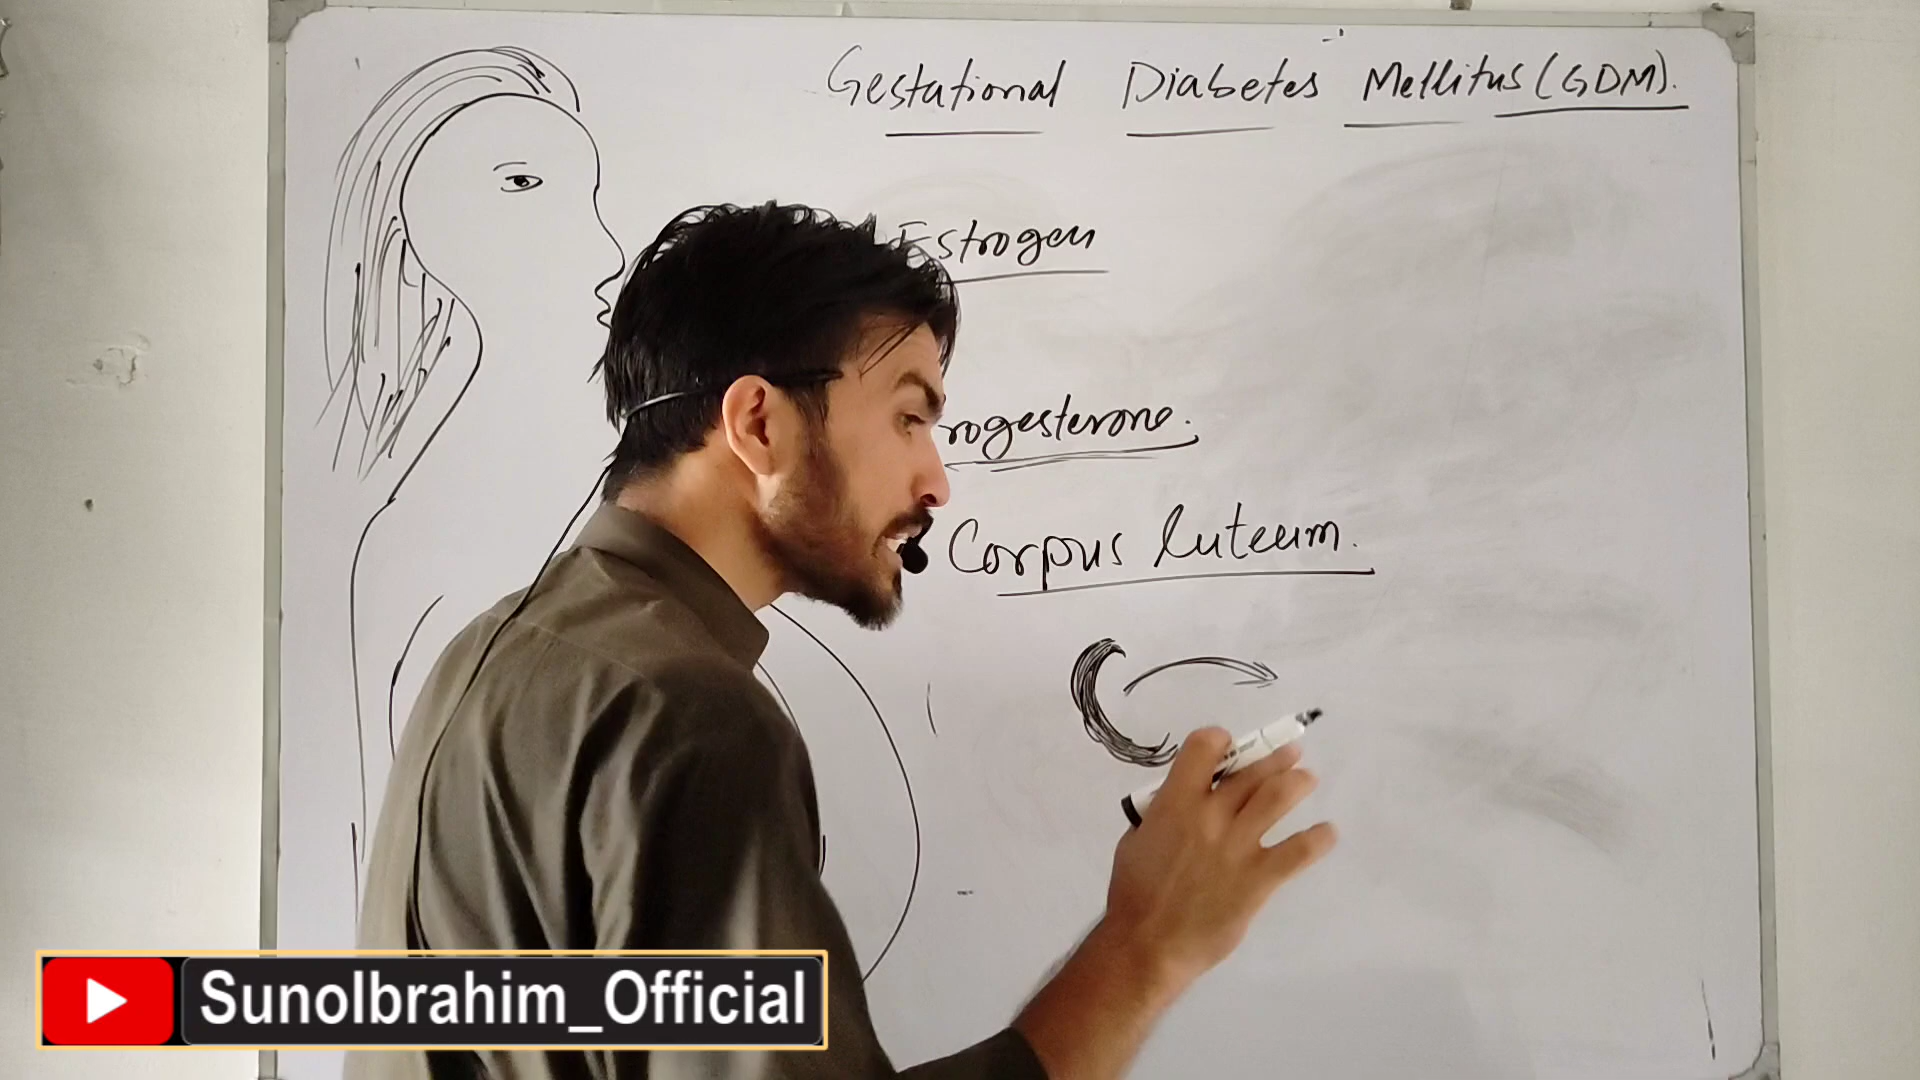 Gestational Diabetes Mellitus (GDM).
Estrogen
rogesterone.
Corpus luteum.
SunoIbrahim_Official